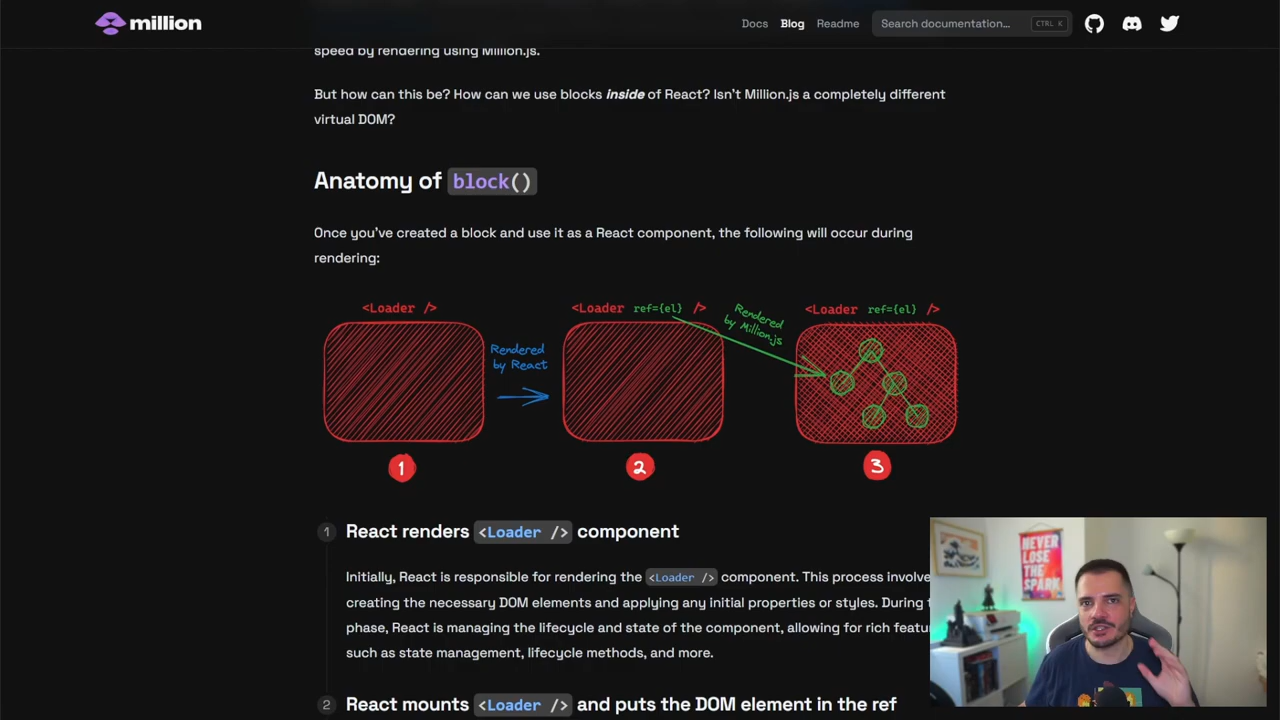 million
Docs
Blog
Readme
Search documentation...
CTRL K
speed by rendering using Million.js.
But how can this be? How can we use blocks inside of React? Isn't Million.js a completely different
virtual DOM?
Anatomy of block()
Once you've created a block and use it as a React component, the following will occur during
rendering:
<Loader />
<Loader ref={el} />
<Loader ref={el} />
Rendered
by React
Rendered
by Million.js
1
2
3
1
React renders <Loader /> component
Initially, React is responsible for rendering the <Loader /> component. This process involve
creating the necessary DOM elements and applying any initial properties or styles. During t
phase, React is managing the lifecycle and state of the component, allowing for rich featur
such as state management, lifecycle methods, and more.
2
React mounts <Loader /> and puts the DOM element in the ref
NEVER
LOSE
THE
SPARK